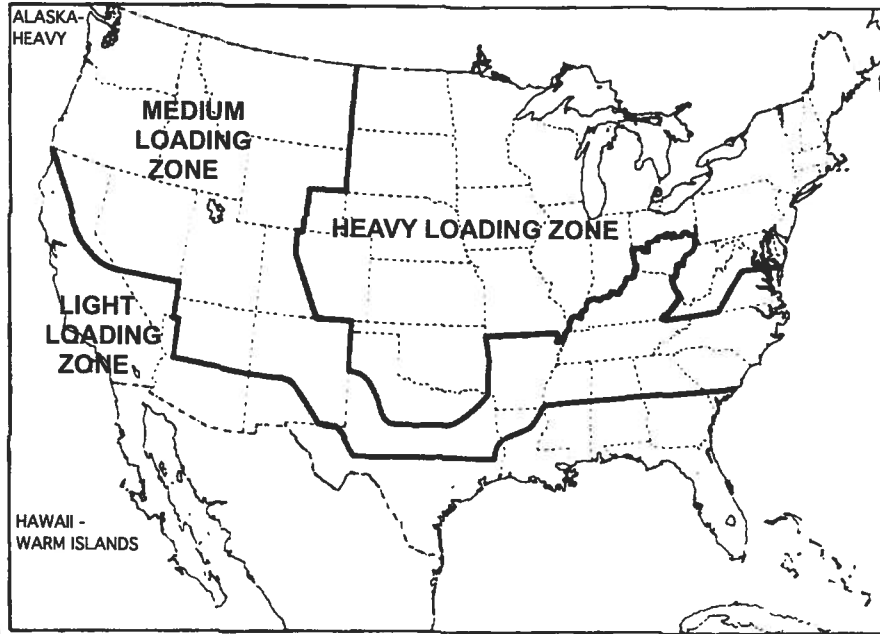 ALASKA-
HEAVY
MEDIUM
LOADING
ZONE
HEAVY LOADING ZONE
LIGHT
LOADING
ZONE
HAWAII -
WARM ISLANDS